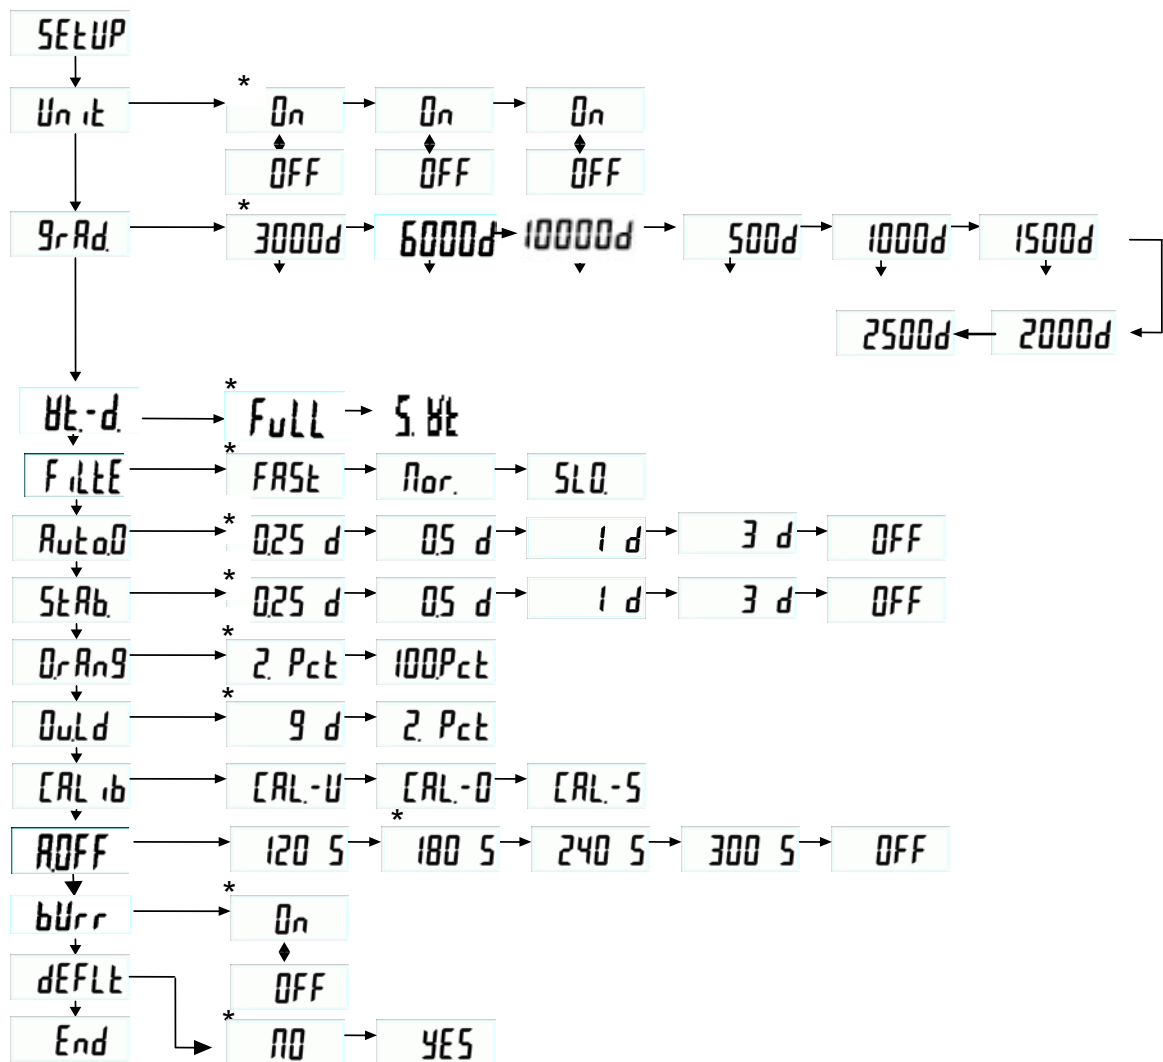 SEtUP
*
Unit On On On
OFF OFF OFF
*
grAd. 3000d 6000d 10000d 500d 1000d 1500d
2500d 2000d
*
Wt.-d. FuLL S. Wt
*
FiLtE FASt nor. SLO.
*
Auto.0 0.25 d 0.5 d 1 d 3 d OFF
*
StAb. 0.25 d 0.5 d 1 d 3 d OFF
*
0.rAng 2. Pct 100.Pct
*
Ou.Ld 9 d 2. Pct
CALib CAL.-U CAL.-0 CAL.-S
*
A.OFF 120 S 180 S 240 S 300 S OFF
*
bUrr On
dEFLt OFF
*
End nO yES